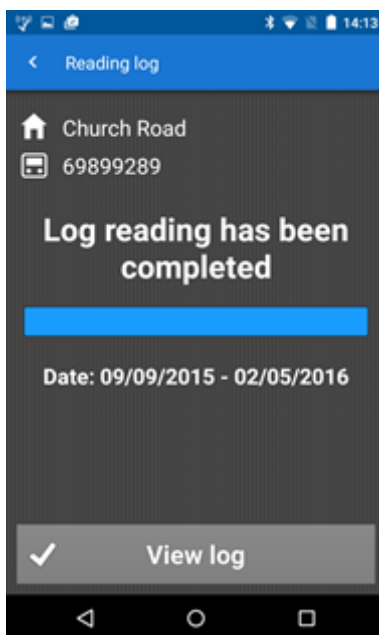 14:13
Reading log
Church Road
69899289
Log reading has been
completed
Date: 09/09/2015 - 02/05/2016
View log